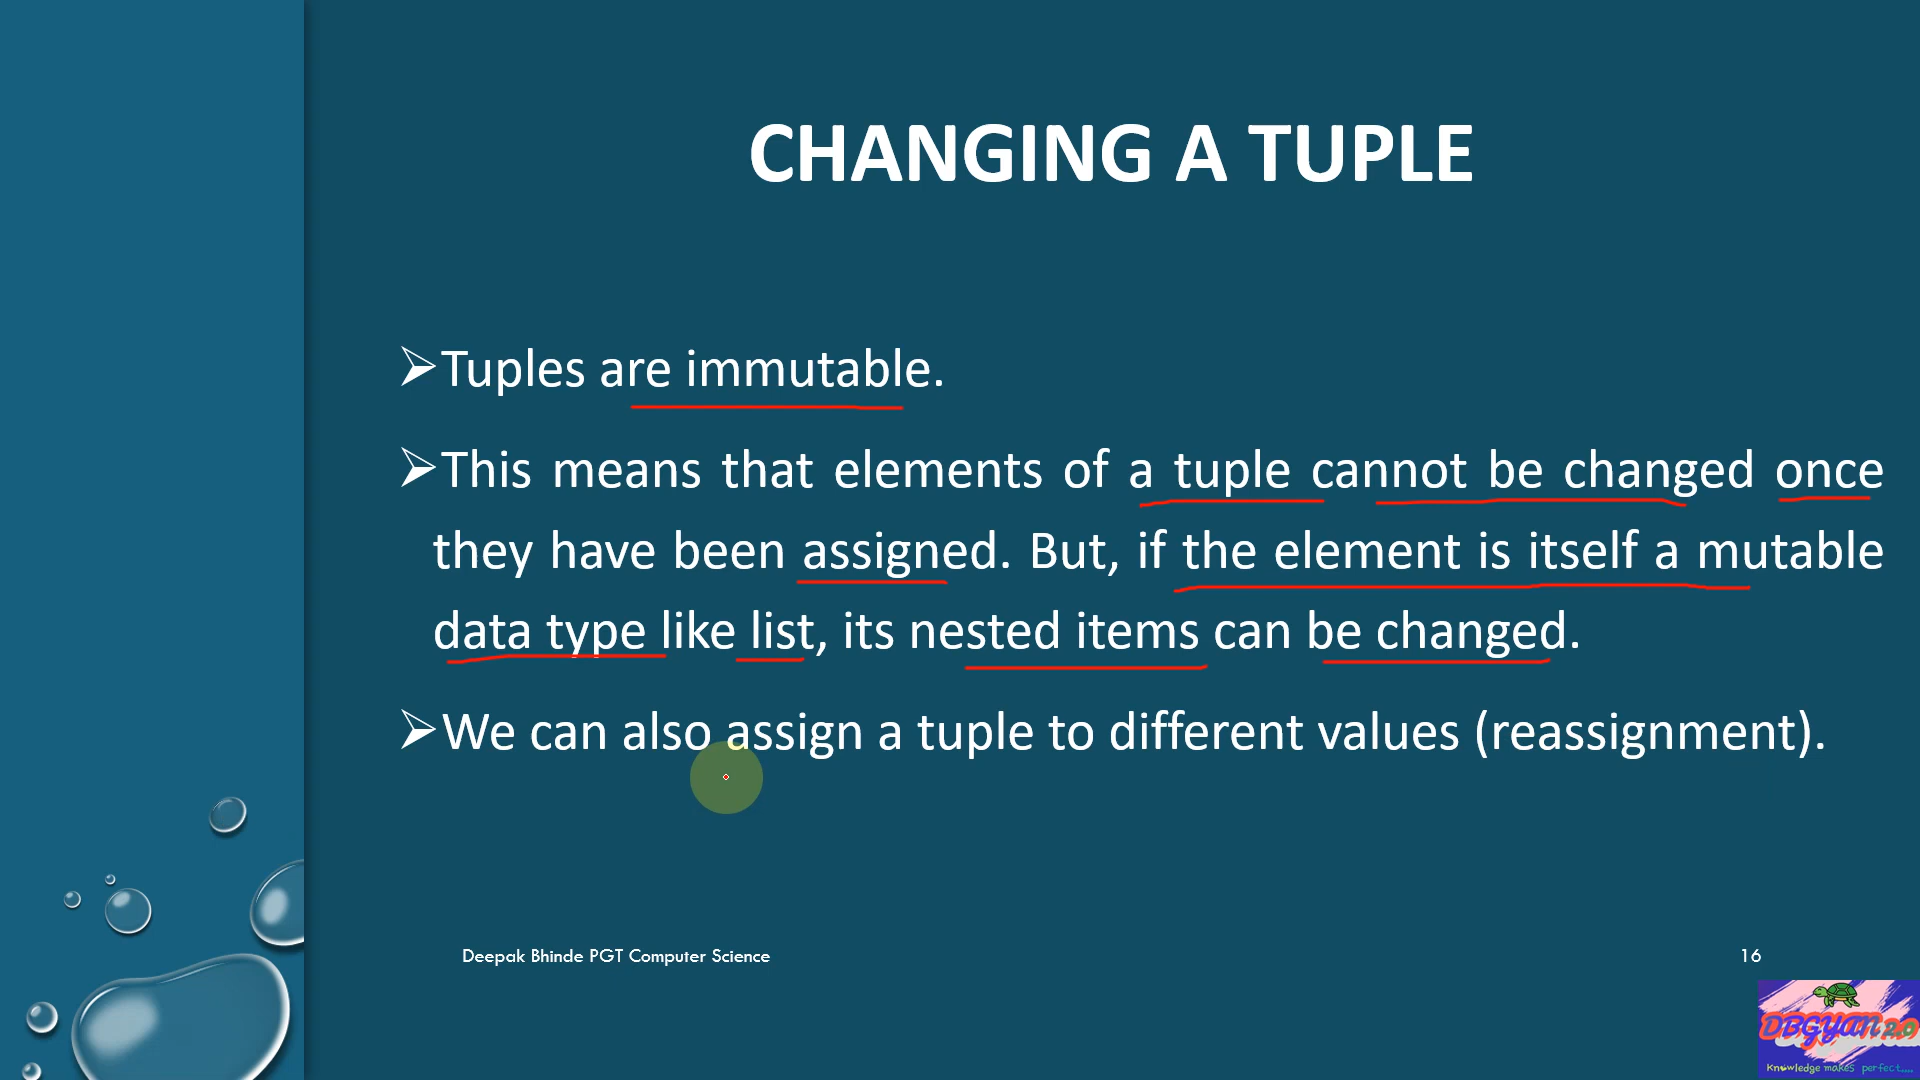 CHANGING A TUPLE
➢Tuples are immutable.
➢This means that elements of a tuple cannot be changed once
they have been assigned. But, if the element is itself a mutable
data type like list, its nested items can be changed.
➢We can also assign a tuple to different values (reassignment).
Deepak Bhinde PGT Computer Science
16
DBGYAN 2.0
Knowledge makes perfect....